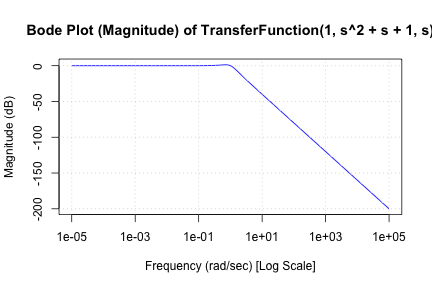 Bode Plot (Magnitude) of TransferFunction(1, s^2 + s + 1, s)
Magnitude (dB)
0
-50
-100
-150
-200
1e-05 1e-03 1e-01 1e+01 1e+03 1e+05
Frequency (rad/sec) [Log Scale]